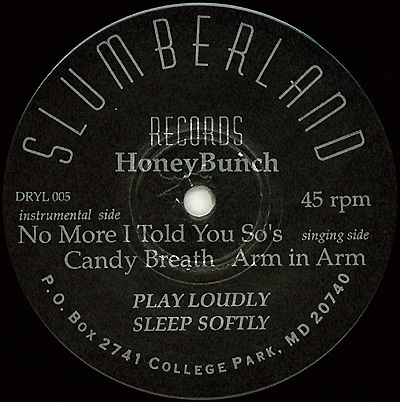 SLUMBERLAND
RECORDS
HoneyBunch
DRYL 005
45 rpm
instrumental side
No More I Told You So's singing side
Candy Breath Arm in Arm
PLAY LOUDLY
SLEEP SOFTLY
P.O. BOX 2741 COLLEGE PARK, MD 20740